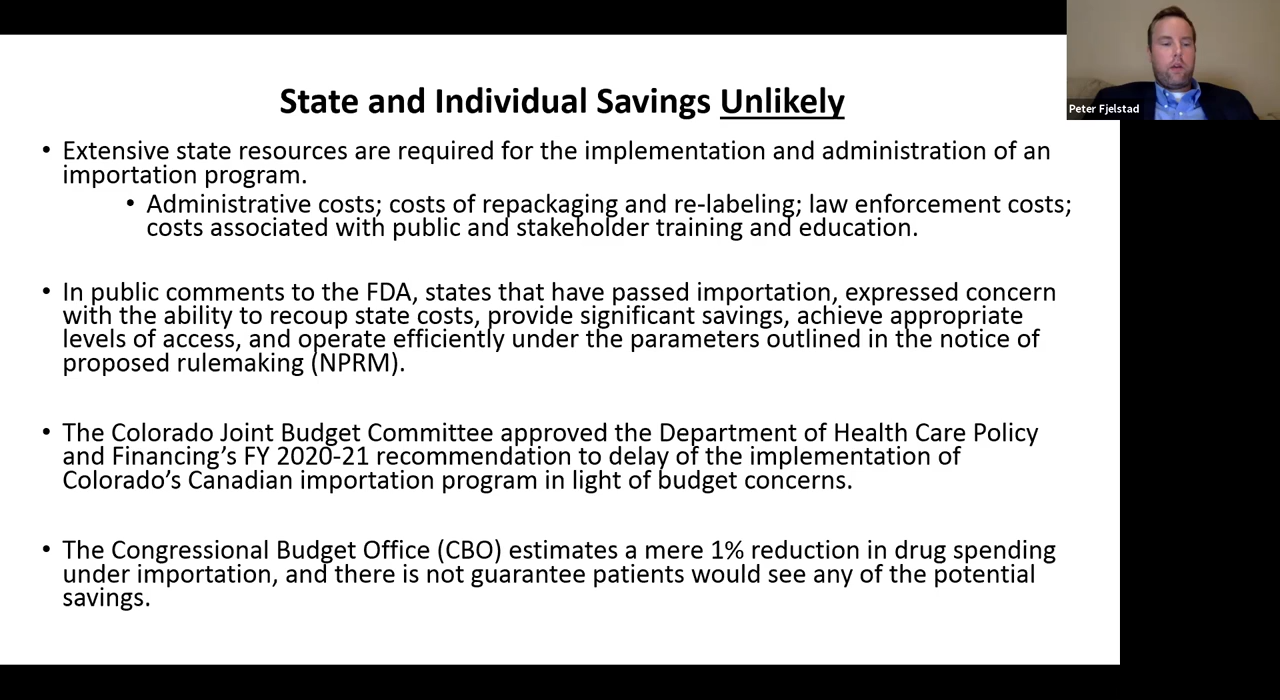 State and Individual Savings Unlikely
• Extensive state resources are required for the implementation and administration of an
importation program.
• Administrative costs; costs of repackaging and re-labeling; law enforcement costs;
costs associated with public and stakeholder training and education.
• In public comments to the FDA, states that have passed importation, expressed concern
with the ability to recoup state costs, provide significant savings, achieve appropriate
levels of access, and operate efficiently under the parameters outlined in the notice of
proposed rulemaking (NPRM).
• The Colorado Joint Budget Committee approved the Department of Health Care Policy
and Financing’s FY 2020-21 recommendation to delay of the implementation of
Colorado’s Canadian importation program in light of budget concerns.
• The Congressional Budget Office (CBO) estimates a mere 1% reduction in drug spending
under importation, and there is not guarantee patients would see any of the potential
savings.
Peter Fjelstad